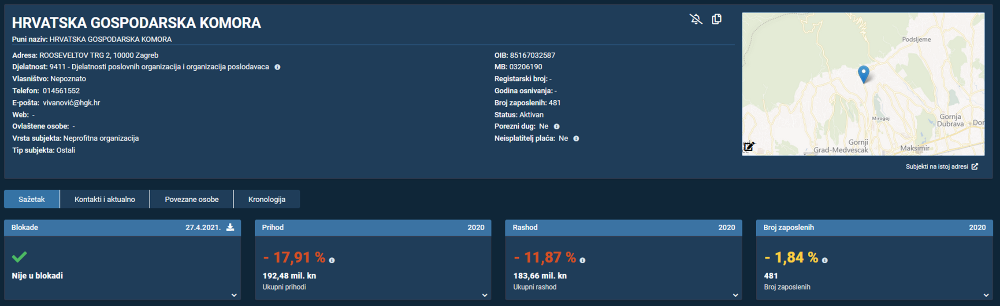 HRVATSKA GOSPODARSKA KOMORA
Puni naziv: HRVATSKA GOSPODARSKA KOMORA
Adresa: ROOSEVELTOV TRG 2, 10000 Zagreb
Djelatnost: 9411 - Djelatnosti poslovnih organizacija i organizacija poslodavaca
Vlasništvo: Nepoznato
Telefon: 014561552
E-pošta: vivanović@hgk.hr
Web: -
Ovlaštene osobe: -
Vrsta subjekta: Neprofitna organizacija
Tip subjekta: Ostali
OIB: 85167032587
MB: 03206190
Registarski broj: -
Godina osnivanja: -
Broj zaposlenih: 481
Status: Aktivan
Porezni dug: Ne
Neisplatitelj plaća: Ne
Podsljeme
Mirogoj
Gornja
Dubrava
Dor
Gornji
Grad-Medvescak
Maksimir
Subjekti na istoj adresi
Sažetak
Kontakti i aktualno
Povezane osobe
Kronologija
Blokade 27.4.2021.
Nije u blokadi
Prihod 2020
- 17,91 %
192,48 mil. kn
Ukupni prihodi
Rashod 2020
- 11,87 %
183,66 mil. kn
Ukupni rashod
Broj zaposlenih 2020
- 1,84 %
481
Broj zaposlenih